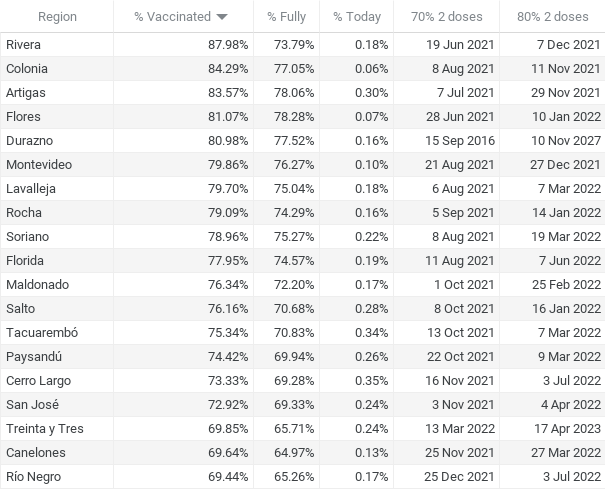 Region % Vaccinated % Fully % Today 70% 2 doses 80% 2 doses
Rivera 87.98% 73.79% 0.18% 19 Jun 2021 7 Dec 2021
Colonia 84.29% 77.05% 0.06% 8 Aug 2021 11 Nov 2021
Artigas 83.57% 78.06% 0.30% 7 Jul 2021 29 Nov 2021
Flores 81.07% 78.28% 0.07% 28 Jun 2021 10 Jan 2022
Durazno 80.98% 77.52% 0.16% 15 Sep 2016 10 Nov 2027
Montevideo 79.86% 76.27% 0.10% 21 Aug 2021 27 Dec 2021
Lavalleja 79.70% 75.04% 0.18% 6 Aug 2021 7 Mar 2022
Rocha 79.09% 74.29% 0.16% 5 Sep 2021 14 Jan 2022
Soriano 78.96% 75.27% 0.22% 8 Aug 2021 19 Mar 2022
Florida 77.95% 74.57% 0.19% 11 Aug 2021 7 Jun 2022
Maldonado 76.34% 72.20% 0.17% 1 Oct 2021 25 Feb 2022
Salto 76.16% 70.68% 0.28% 8 Oct 2021 16 Jan 2022
Tacuarembó 75.34% 70.83% 0.34% 13 Oct 2021 7 Mar 2022
Paysandú 74.42% 69.94% 0.26% 22 Oct 2021 9 Mar 2022
Cerro Largo 73.33% 69.28% 0.35% 16 Nov 2021 3 Jul 2022
San José 72.92% 69.33% 0.24% 3 Nov 2021 4 Apr 2022
Treinta y Tres 69.85% 65.71% 0.24% 13 Mar 2022 17 Apr 2023
Canelones 69.64% 64.97% 0.13% 25 Nov 2021 27 Mar 2022
Río Negro 69.44% 65.26% 0.17% 25 Dec 2021 3 Jul 2022